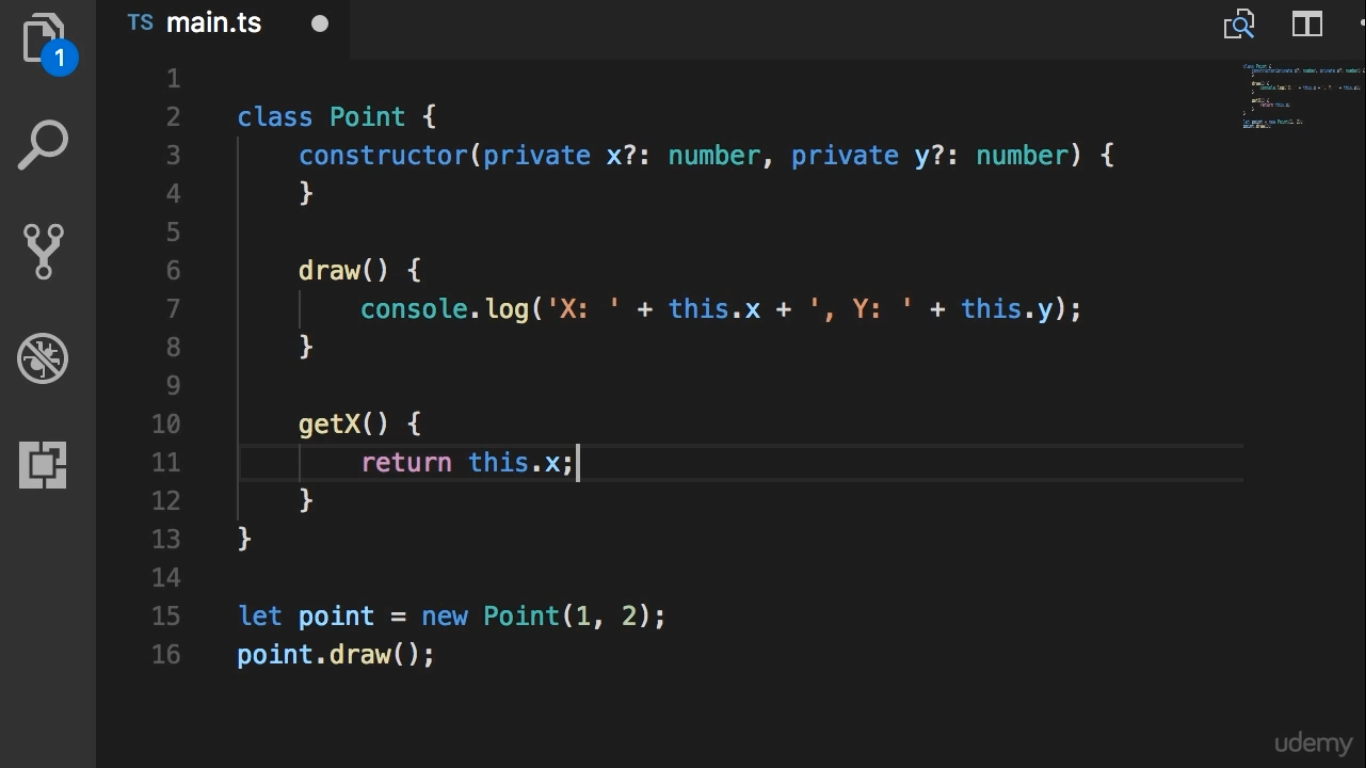 TS main.ts
1
1
2 class Point {
3 constructor(private x?: number, private y?: number) {
4 }
5
6 draw() {
7 console.log('X: ' + this.x + ', Y: ' + this.y);
8 }
9
10 getX() {
11 return this.x;
12 }
13 }
14
15 let point = new Point(1, 2);
16 point.draw();
udemy